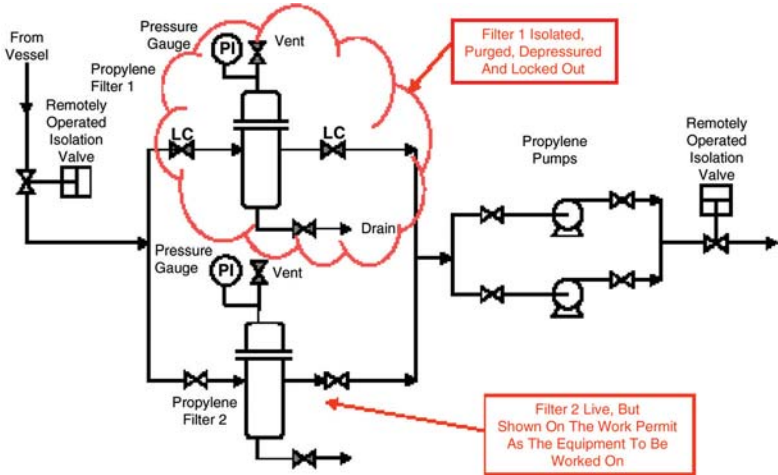 Pressure
Gauge
PI
Vent
From
Vessel
Propylene
Filter 1
Filter 1 Isolated,
Purged, Depressured
And Locked Out
Remotely
Operated
Isolation
Valve
LC
LC
Drain
Propylene
Pumps
Remotely
Operated
Isolation
Valve
Pressure
Gauge
PI
Vent
Propylene
Filter 2
Filter 2 Live, But
Shown On The Work Permit
As The Equipment To Be
Worked On